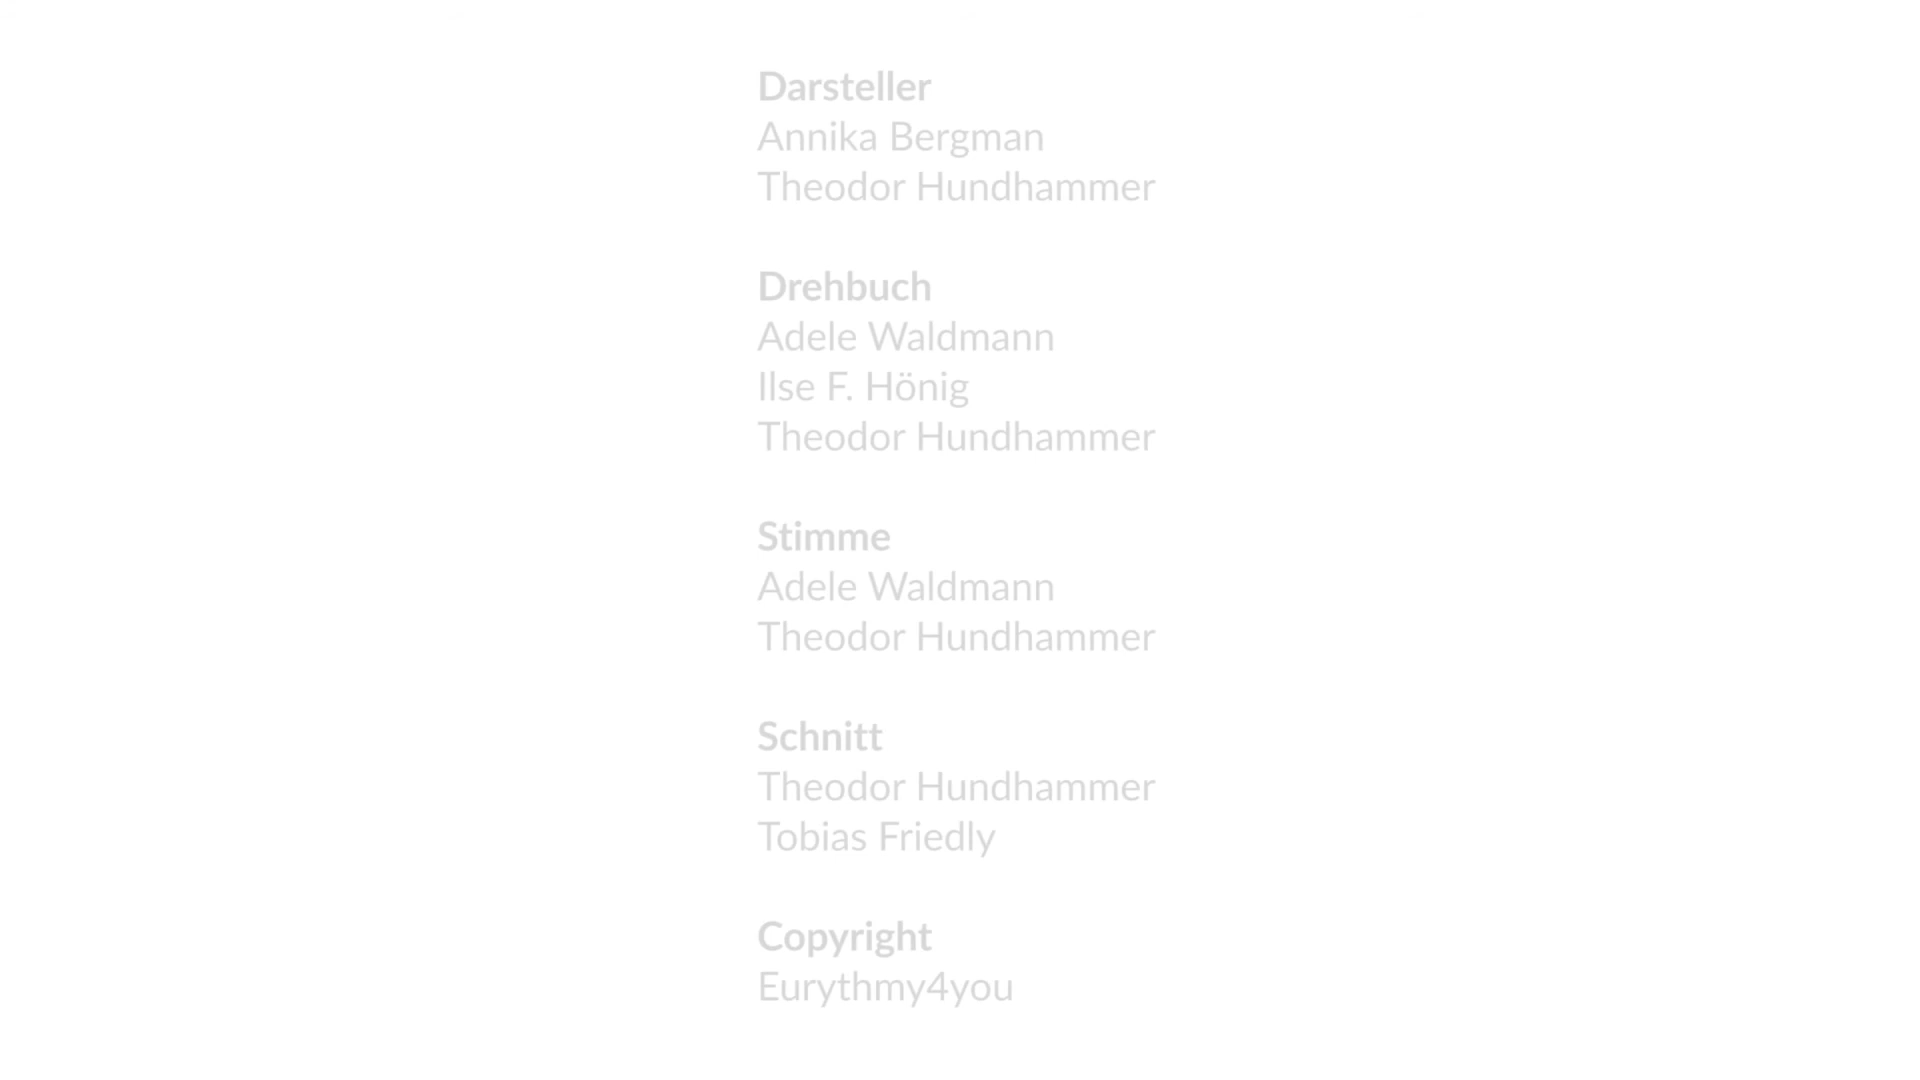 Darsteller
Annika Bergman
Theodor Hundhammer
Drehbuch
Adele Waldmann
Ilse F. Hönig
Theodor Hundhammer
Stimme
Adele Waldmann
Theodor Hundhammer
Schnitt
Theodor Hundhammer
Tobias Friedly
Copyright
Eurythmy4you